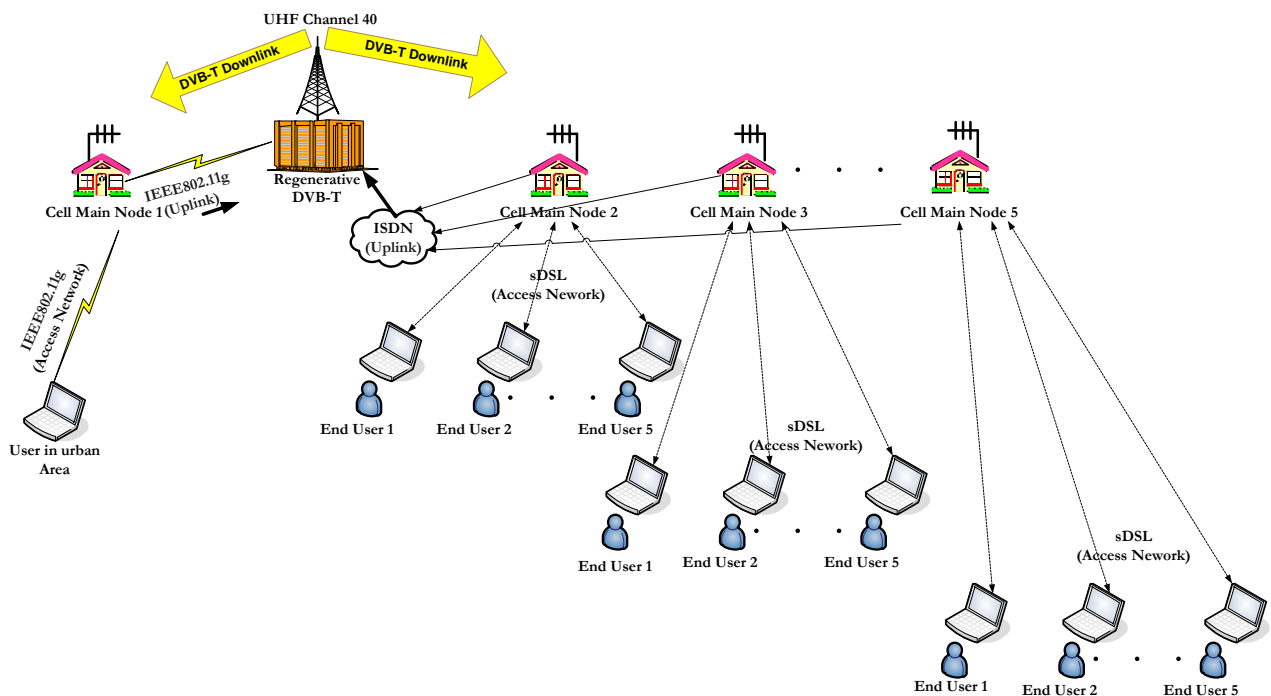 UHF Channel 40
DVB-T Downlink
DVB-T Downlink
Regenerative
DVB-T
IEEE802.11g
(Uplink)
Cell Main Node 1
Cell Main Node 2
Cell Main Node 3
Cell Main Node 5
ISDN
(Uplink)
IEEE802.11g
(Access Network)
sDSL
(Access Nework)
End User 1
End User 2
End User 5
User in urban
Area
sDSL
(Access Nework)
End User 1
End User 2
End User 5
sDSL
(Access Nework)
End User 1
End User 2
End User 5